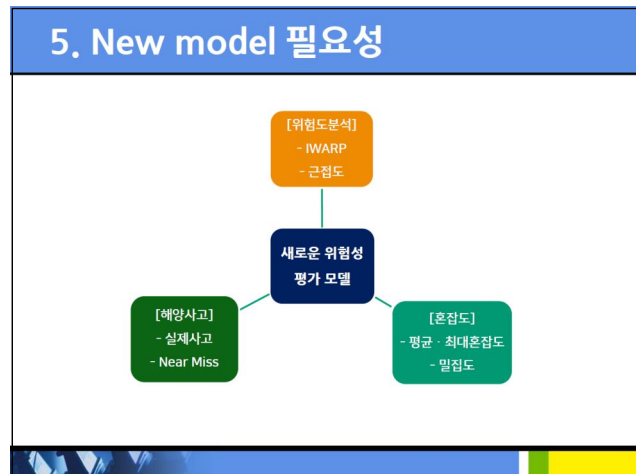 5. New model 필요성
[위험도분석]
- IWARP
- 근접도
새로운 위험성
평가 모델
[해양사고]
- 실제사고
- Near Miss
[혼잡도]
- 평균 · 최대혼잡도
- 밀집도